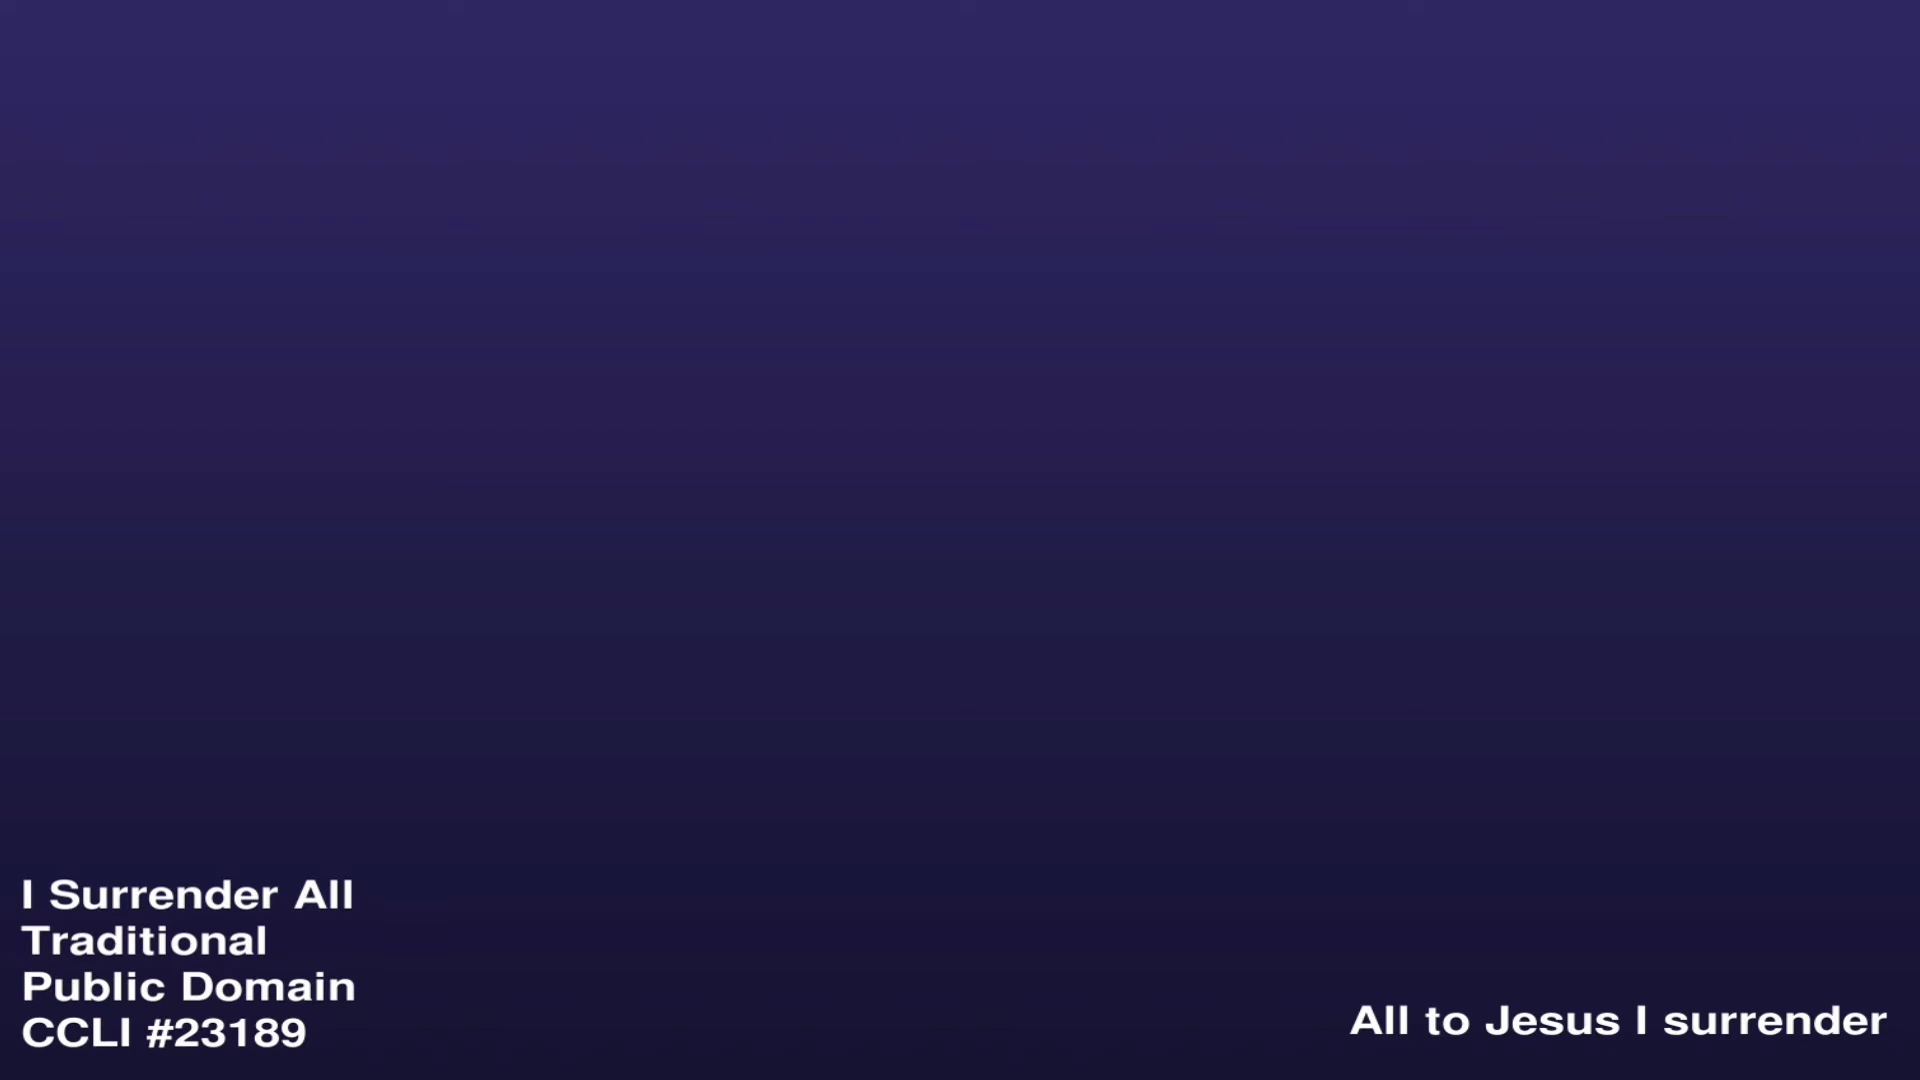 I Surrender All
Traditional
Public Domain
CCLI #23189
All to Jesus I surrender